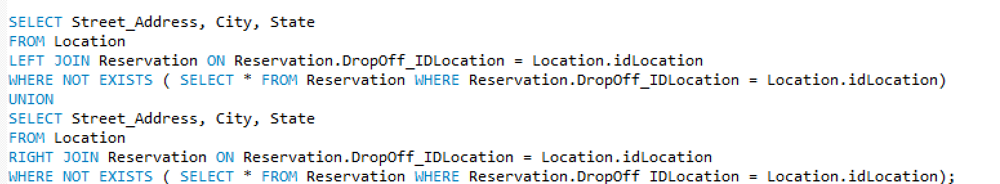 SELECT Street_Address, City, State
FROM Location
LEFT JOIN Reservation ON Reservation.DropOff_IDLocation = Location.idLocation
WHERE NOT EXISTS ( SELECT * FROM Reservation WHERE Reservation.DropOff_IDLocation = Location.idLocation)
UNION
SELECT Street_Address, City, State
FROM Location
RIGHT JOIN Reservation ON Reservation.DropOff_IDLocation = Location.idLocation
WHERE NOT EXISTS ( SELECT * FROM Reservation WHERE Reservation.DropOff IDLocation = Location.idLocation);